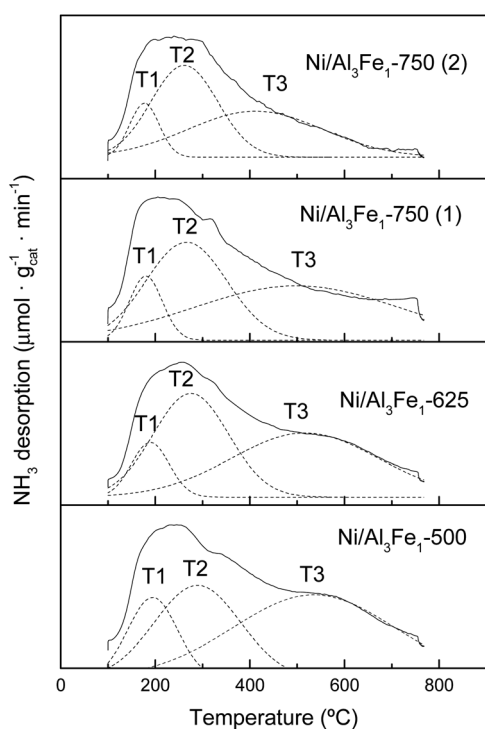 Ni/Al₃Fe₁-750 (2)
T1
T2
T3
Ni/Al₃Fe₁-750 (1)
T1
T2
T3
Ni/Al₃Fe₁-625
T1
T2
T3
Ni/Al₃Fe₁-500
T1
T2
T3
0
200
400
600
800
Temperature (ºC)
NH₃ desorption (μmol · g⁻¹cat · min⁻¹)